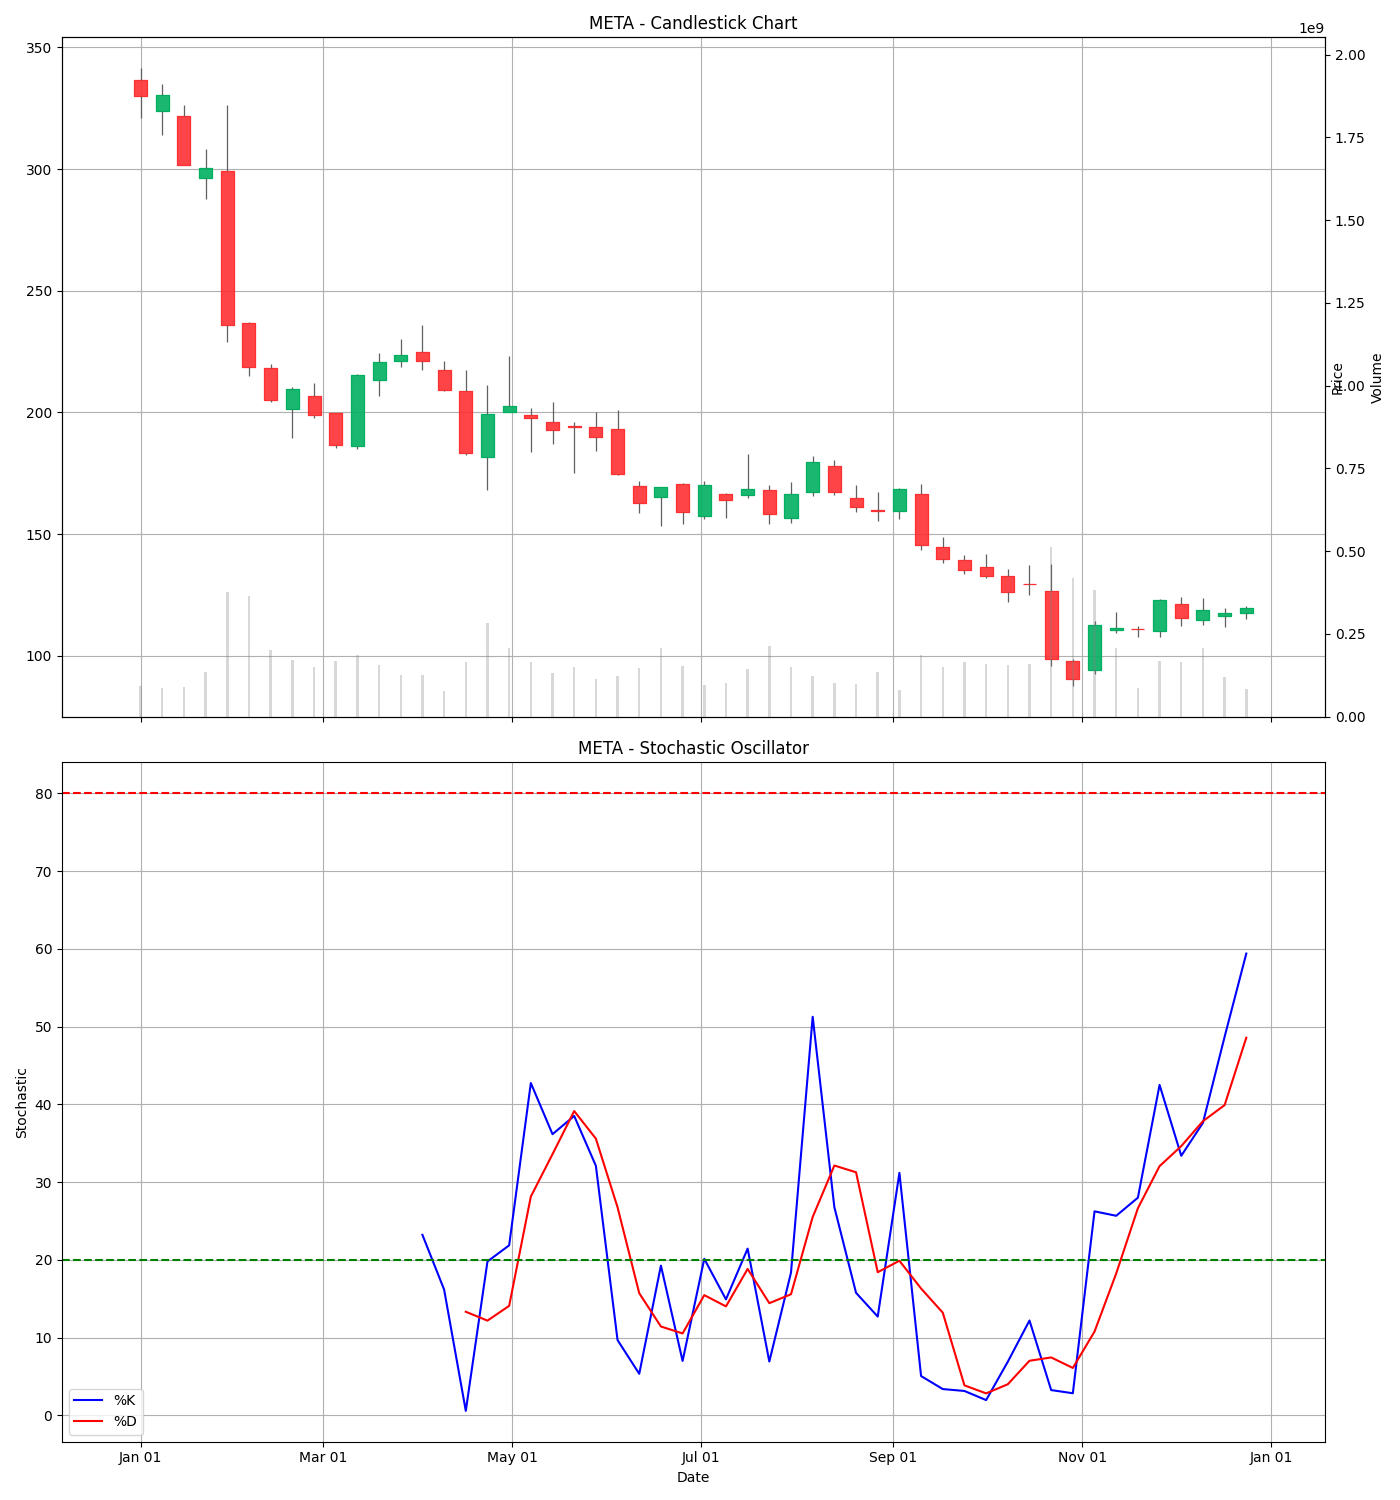 META - Candlestick Chart
1e9
350
300
250
200
150
100
2.00
1.75
1.50
1.25
1.00
0.75
0.50
0.25
0.00
Price
Volume
META - Stochastic Oscillator
80
70
60
50
40
30
20
10
0
Stochastic
%K
%D
Jan 01
Mar 01
May 01
Jul 01
Sep 01
Nov 01
Jan 01
Date